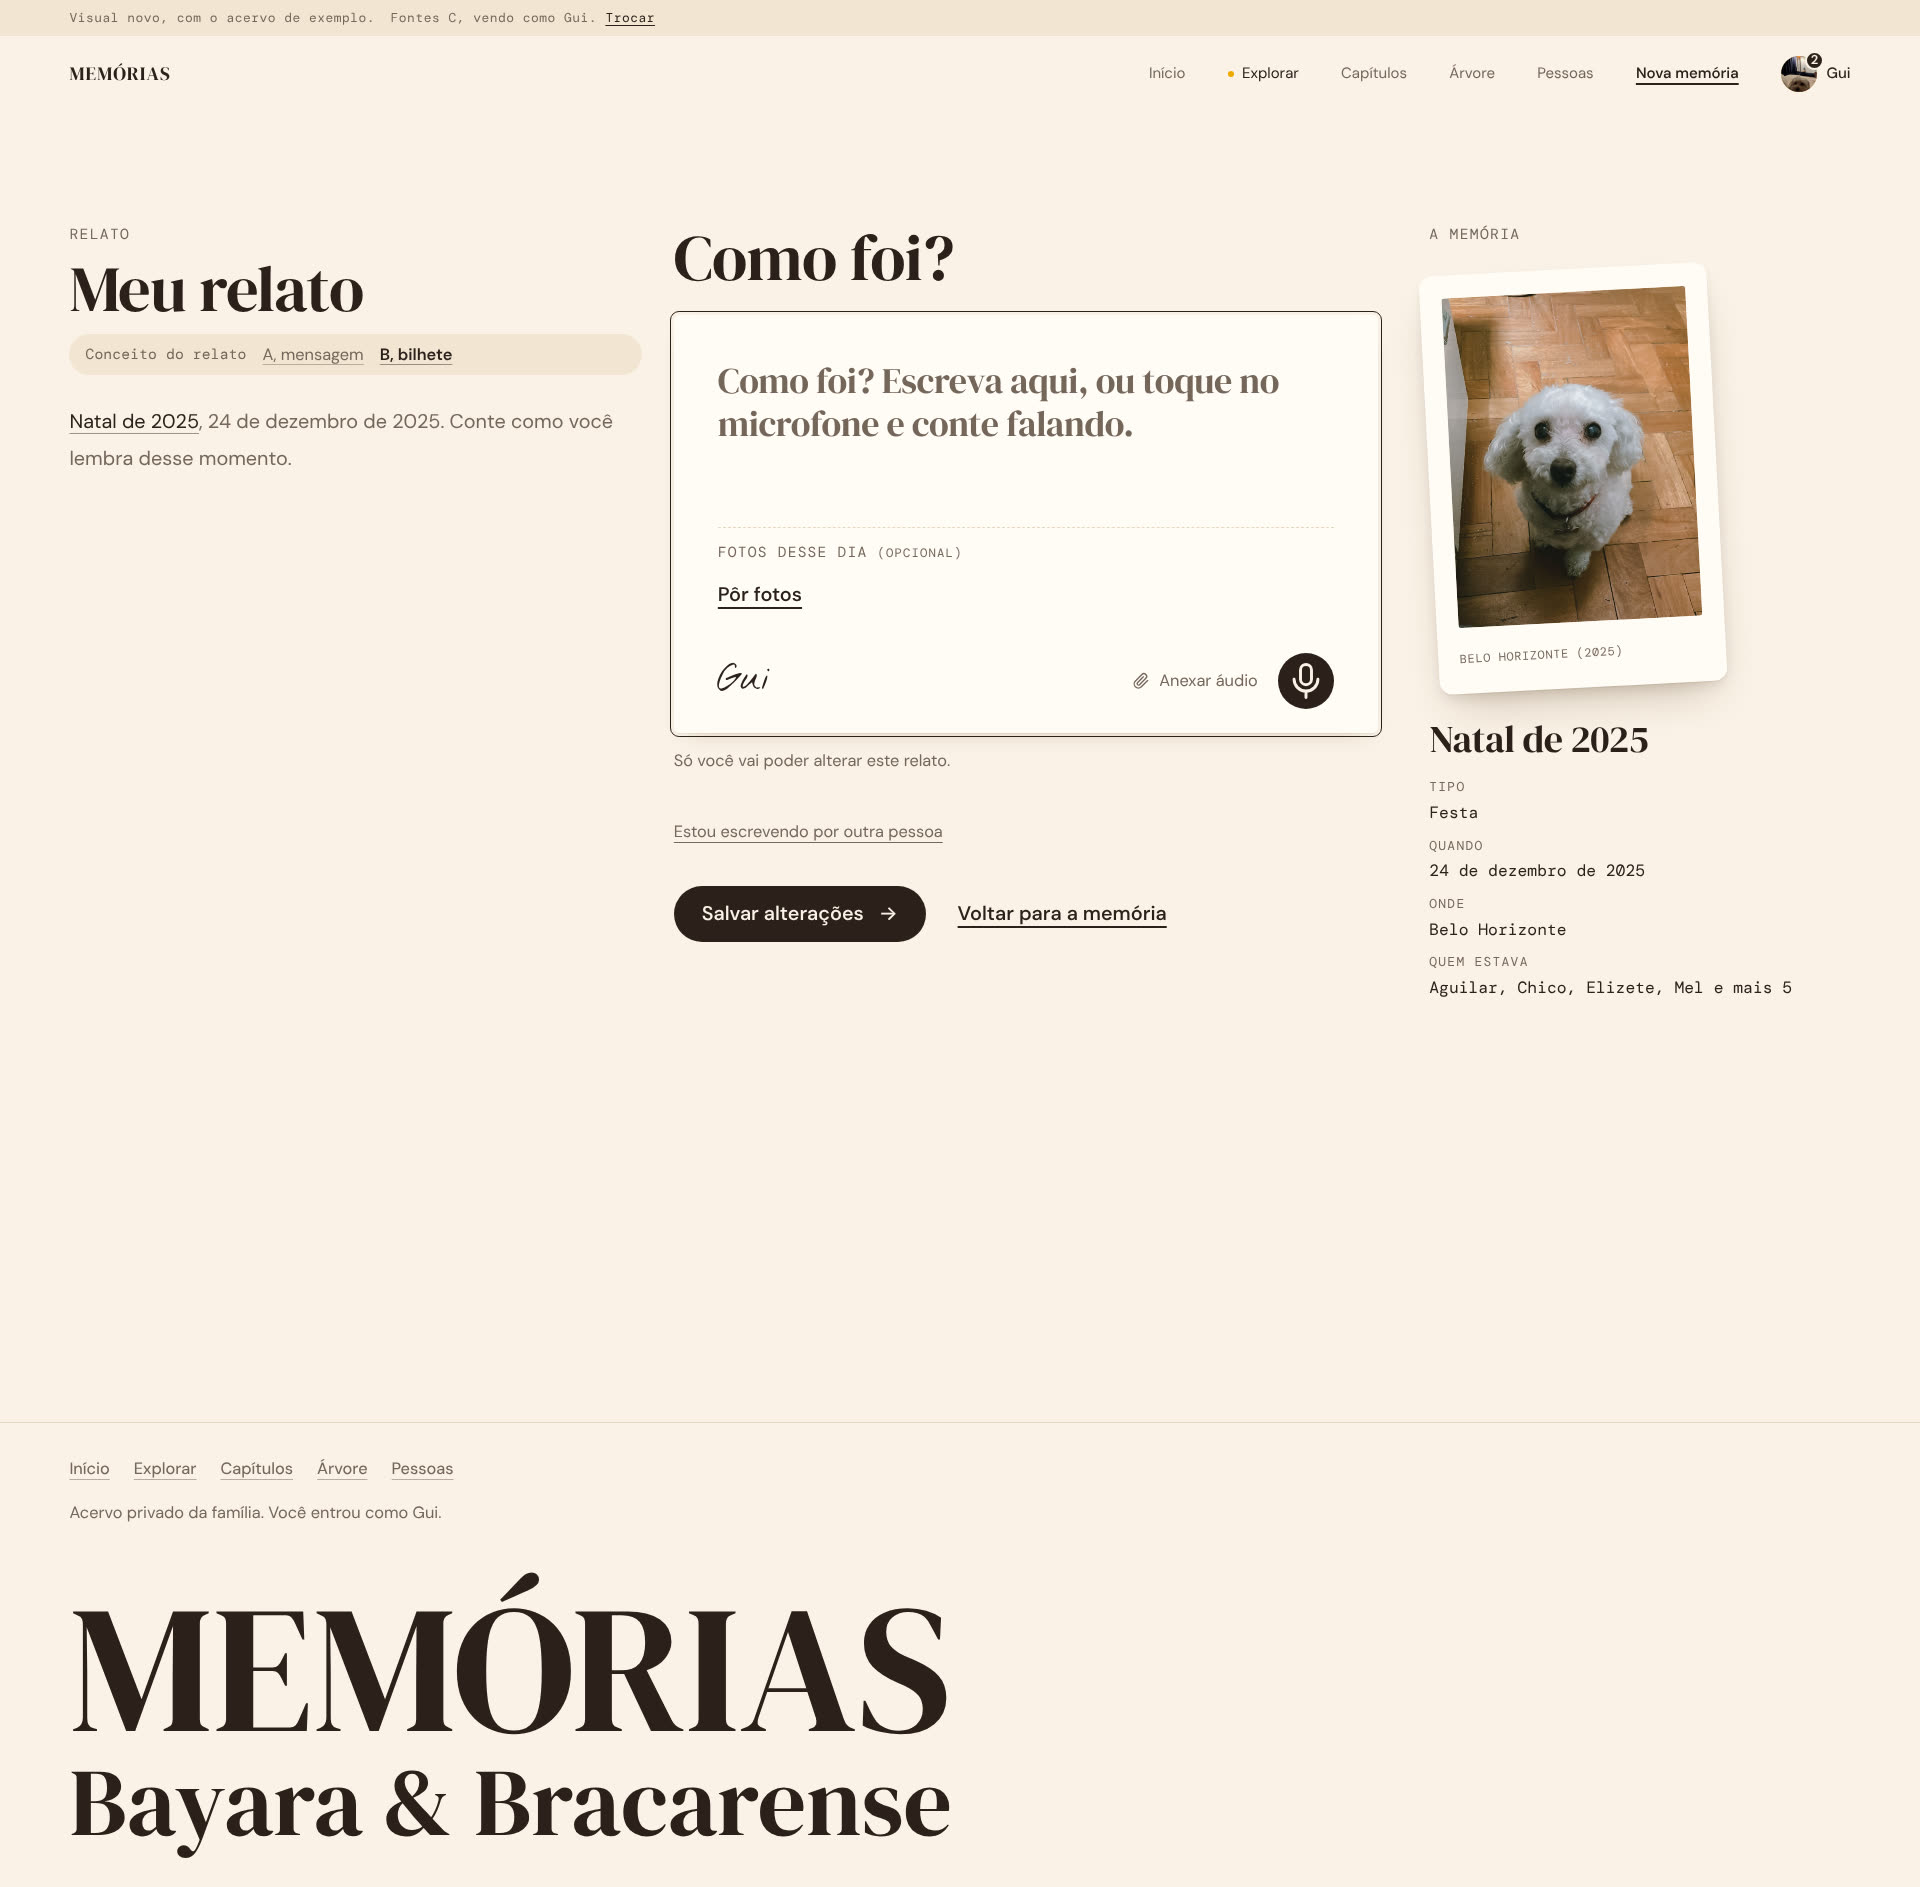 Visual novo, com o acervo de exemplo. Fontes C, vendo como Gui. Trocar
MEMÓRIAS
Início
Explorar
Capítulos
Árvore
Pessoas
Nova memória
2
Gui
RELATO
Meu relato
Conceito do relato A, mensagem B, bilhete
Natal de 2025, 24 de dezembro de 2025. Conte como você
lembra desse momento.
Como foi?
Como foi? Escreva aqui, ou toque no
microfone e conte falando.
FOTOS DESSE DIA (OPCIONAL)
Pôr fotos
Gui
Anexar áudio
Só você vai poder alterar este relato.
Estou escrevendo por outra pessoa
Salvar alterações →
Voltar para a memória
A MEMÓRIA
BELO HORIZONTE (2025)
Natal de 2025
TIPO
Festa
QUANDO
24 de dezembro de 2025
ONDE
Belo Horizonte
QUEM ESTAVA
Aguilar, Chico, Elizete, Mel e mais 5
Início Explorar Capítulos Árvore Pessoas
Acervo privado da família. Você entrou como Gui.
MEMÓRIAS
Bayara & Bracarense